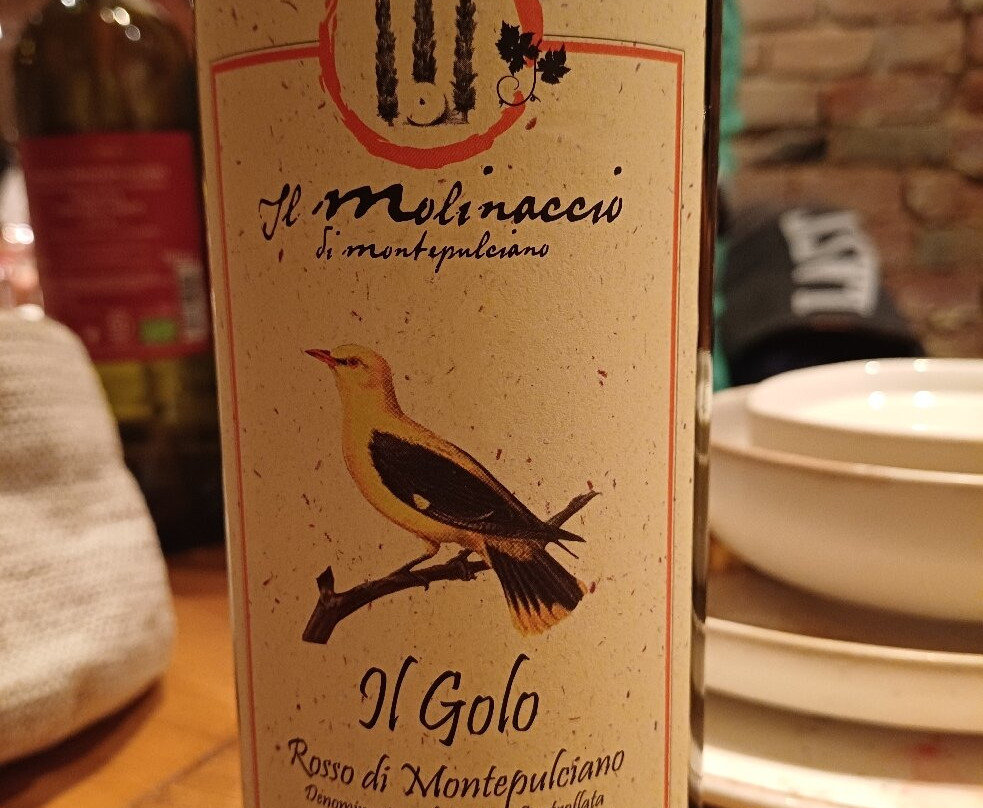 Il Molinaccio
di montepulciano
Il Golo
Rosso di Montepulciano